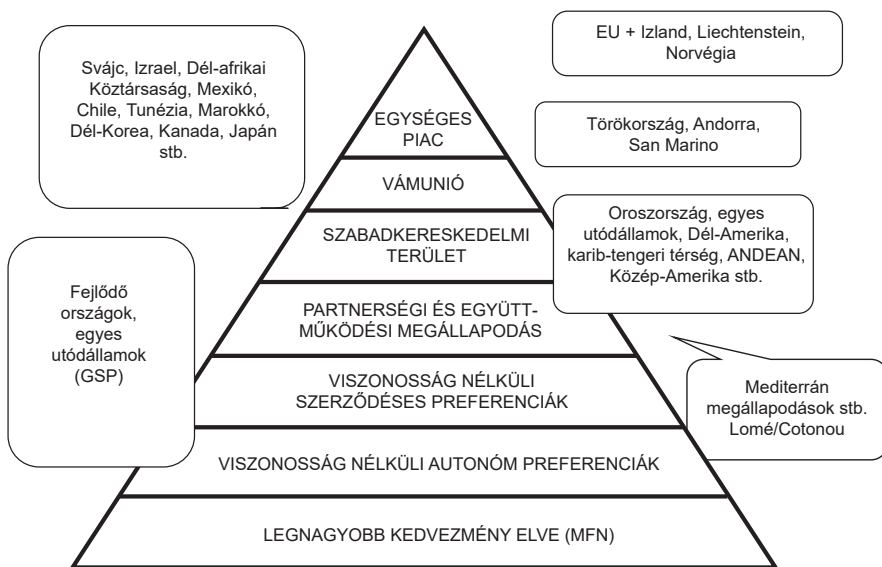 EU + Izland, Liechtenstein,
Norvégia
Svájc, Izrael, Dél-afrikai
Köztársaság, Mexikó,
Chile, Tunézia, Marokkó,
Dél-Korea, Kanada, Japán
stb.
EGYSÉGES
PIAC
Törökország, Andorra,
San Marino
VÁMUNIÓ
SZABADKERESKEDELMI
TERÜLET
Oroszország, egyes
utódállamok, Dél-Amerika,
karib-tengeri térség, ANDEAN,
Közép-Amerika stb.
Fejlődő
országok,
egyes
utódállamok
(GSP)
PARTNERSÉGI ÉS EGYÜTT-
MŰKÖDÉSI MEGÁLLAPODÁS
VISZONOSSÁG NÉLKÜLI
SZERZŐDÉSES PREFERENCIÁK
Mediterrán
megállapodások stb.
Lomé/Cotonou
VISZONOSSÁG NÉLKÜLI AUTONÓM PREFERENCIÁK
LEGNAGYOBB KEDVEZMÉNY ELVE (MFN)